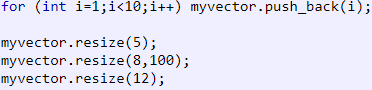 for (int i=1;i<10;i++) myvector.push_back(i);
myvector.resize(5);
myvector.resize(8,100);
myvector.resize(12);